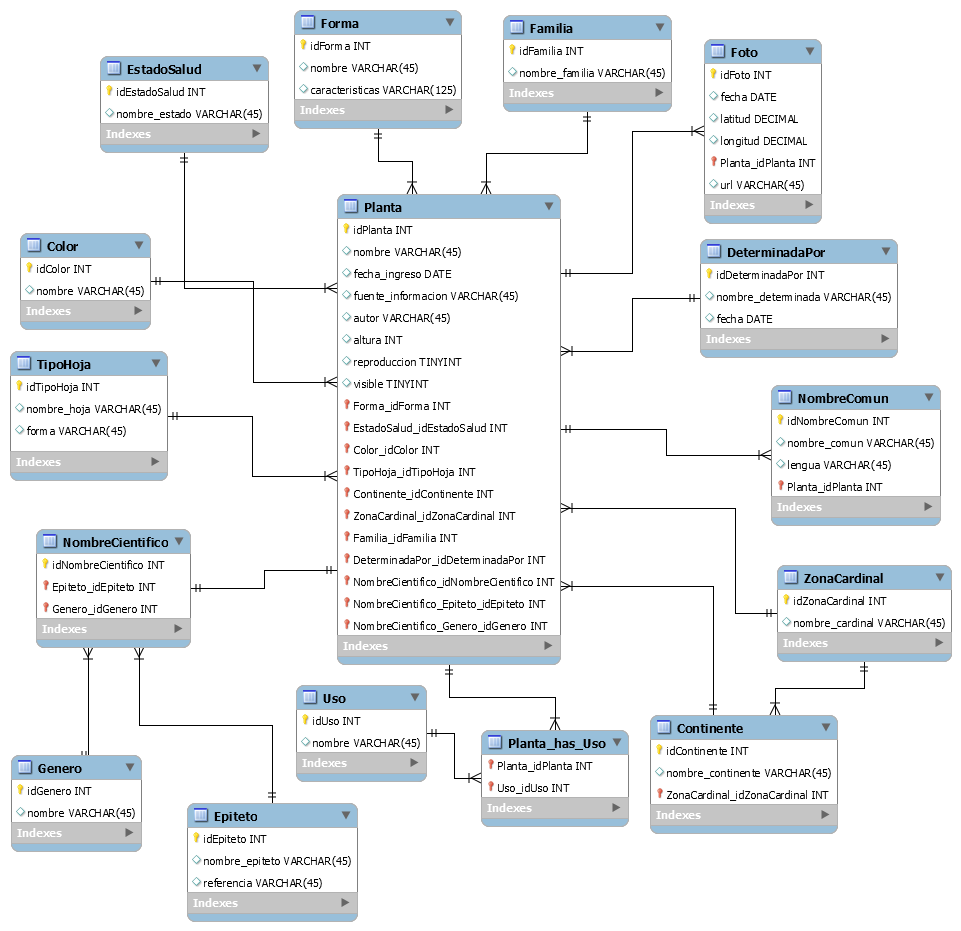 Forma
idForma INT
nombre VARCHAR(45)
caracteristicas VARCHAR(125)
Indexes
Familia
idFamilia INT
nombre_familia VARCHAR(45)
Indexes
Foto
idFoto INT
fecha DATE
latitud DECIMAL
longitud DECIMAL
Planta_idPlanta INT
url VARCHAR(45)
Indexes
EstadoSalud
idEstadoSalud INT
nombre_estado VARCHAR(45)
Indexes
Planta
idPlanta INT
nombre VARCHAR(45)
fecha_ingreso DATE
fuente_informacion VARCHAR(45)
autor VARCHAR(45)
altura INT
reproduccion TINYINT
visible TINYINT
Forma_idForma INT
EstadoSalud_idEstadoSalud INT
Color_idColor INT
TipoHoja_idTipoHoja INT
Continente_idContinente INT
ZonaCardinal_idZonaCardinal INT
Familia_idFamilia INT
DeterminadaPor_idDeterminadaPor INT
NombreCientifico_idNombreCientifico INT
NombreCientifico_Epiteto_idEpiteto INT
NombreCientifico_Genero_idGenero INT
Indexes
Color
idColor INT
nombre VARCHAR(45)
Indexes
DeterminadaPor
idDeterminadaPor INT
nombre_determinada VARCHAR(45)
fecha DATE
Indexes
TipoHoja
idTipoHoja INT
nombre_hoja VARCHAR(45)
forma VARCHAR(45)
Indexes
NombreComun
idNombreComun INT
nombre_comun VARCHAR(45)
lengua VARCHAR(45)
Planta_idPlanta INT
Indexes
NombreCientifico
idNombreCientifico INT
Epiteto_idEpiteto INT
Genero_idGenero INT
Indexes
ZonaCardinal
idZonaCardinal INT
nombre_cardinal VARCHAR(45)
Indexes
Uso
idUso INT
nombre VARCHAR(45)
Indexes
Planta_has_Uso
Planta_idPlanta INT
Uso_idUso INT
Indexes
Continente
idContinente INT
nombre_continente VARCHAR(45)
ZonaCardinal_idZonaCardinal INT
Indexes
Genero
idGenero INT
nombre VARCHAR(45)
Indexes
Epiteto
idEpiteto INT
nombre_epiteto VARCHAR(45)
referencia VARCHAR(45)
Indexes